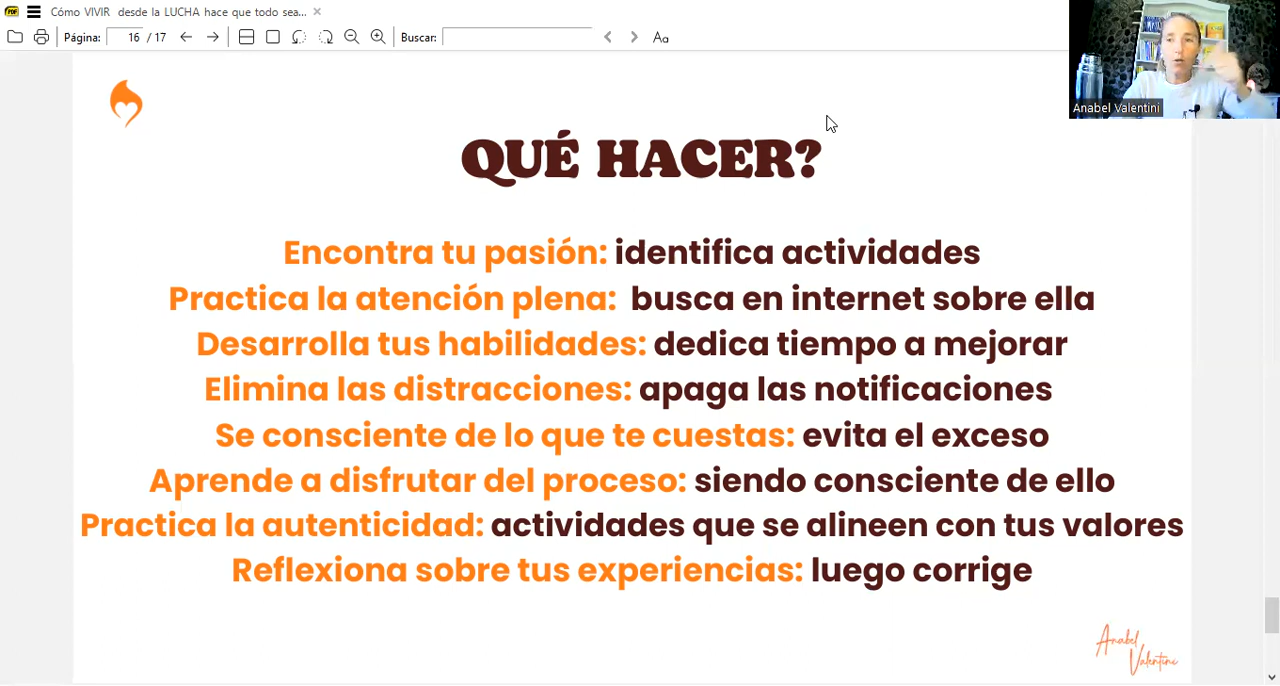 Cómo VIVIR desde la LUCHA hace que todo sea...
Página: 16 / 17 Buscar: Aa
Anabel Valentini
QUÉ HACER?
Encontra tu pasión: identifica actividades
Practica la atención plena: busca en internet sobre ella
Desarrolla tus habilidades: dedica tiempo a mejorar
Elimina las distracciones: apaga las notificaciones
Se consciente de lo que te cuestas: evita el exceso
Aprende a disfrutar del proceso: siendo consciente de ello
Practica la autenticidad: actividades que se alineen con tus valores
Reflexiona sobre tus experiencias: luego corrige
Anabel
Valentini